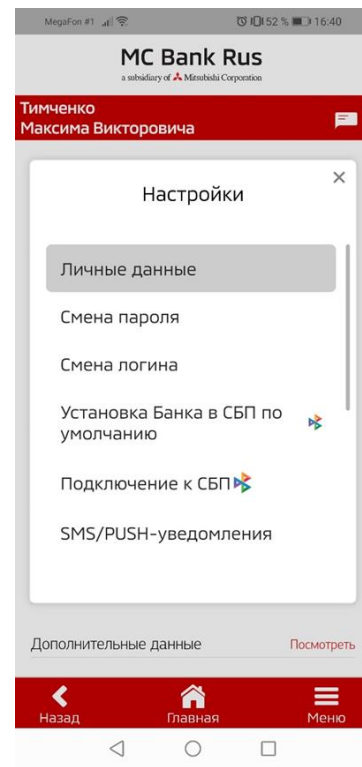 MegaFon #1 52 % 16:40
MC Bank Rus
a subsidiary of Mitsubishi Corporation
Тимченко
Максима Викторовича
Настройки
Личные данные
Смена пароля
Смена логина
Установка Банка в СБП по
умолчанию
Подключение к СБП
SMS/PUSH-уведомления
Дополнительные данные Посмотреть
Назад Главная Меню